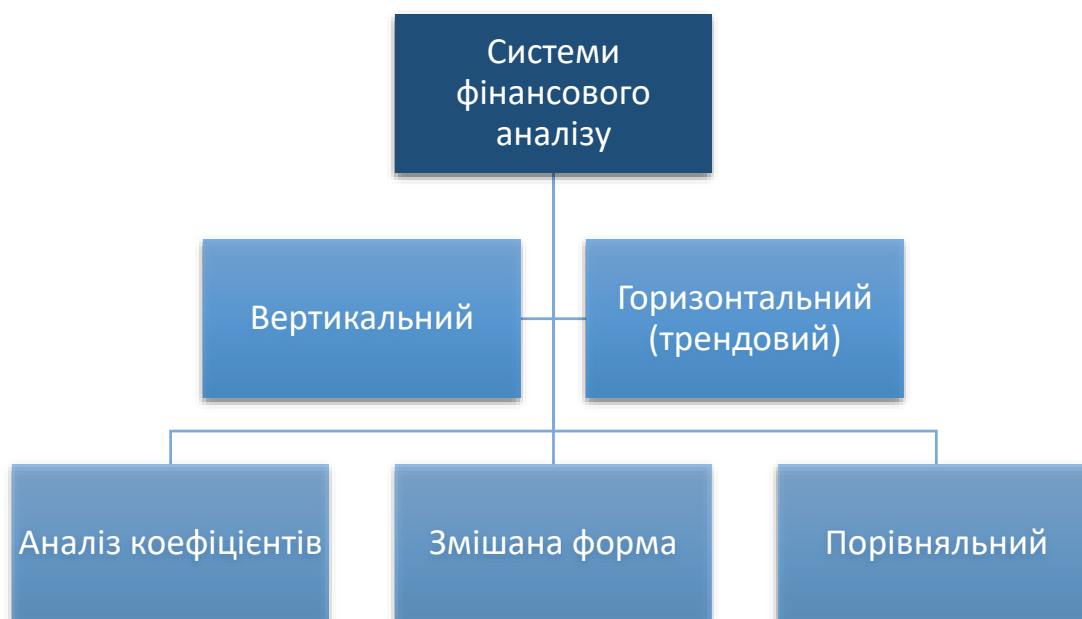 Системи
фінансового
аналізу
Вертикальний
Горизонтальний
(трендовий)
Аналіз коефіцієнтів
Змішана форма
Порівняльний